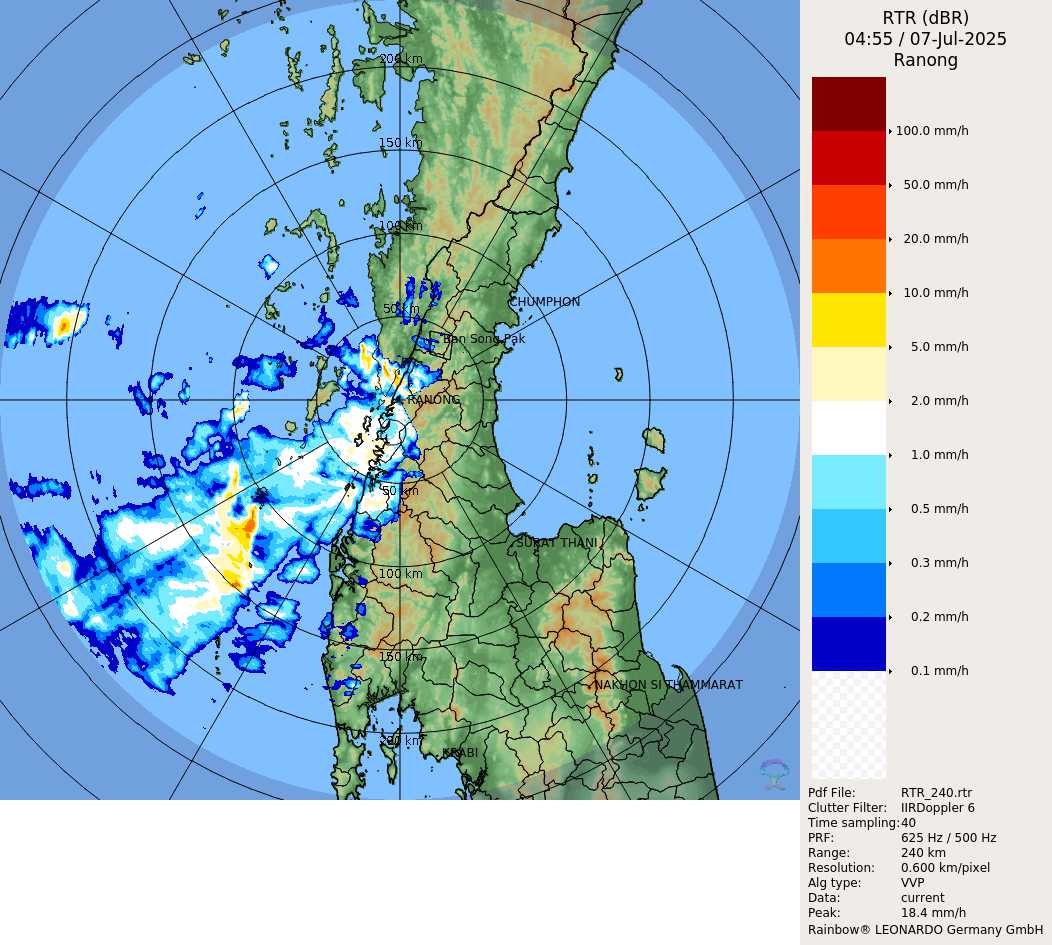 RTR (dBR)
04:55 / 07-Jul-2025
Ranong
100.0 mm/h
50.0 mm/h
20.0 mm/h
10.0 mm/h
5.0 mm/h
2.0 mm/h
1.0 mm/h
0.5 mm/h
0.3 mm/h
0.2 mm/h
0.1 mm/h
Pdf File: RTR_240.rtr
Clutter Filter: IIRDoppler 6
Time sampling: 40
PRF: 625 Hz / 500 Hz
Range: 240 km
Resolution: 0.600 km/pixel
Alg type: VVP
Data: current
Peak: 18.4 mm/h
Rainbow® LEONARDO Germany GmbH
200 km
150 km
100 km
50 km
CHUMPHON
Ban Song Pak
RANONG
50 km
SURAT THANI
100 km
150 km
NAKHON SI THAMMARAT
200 km
KRABI